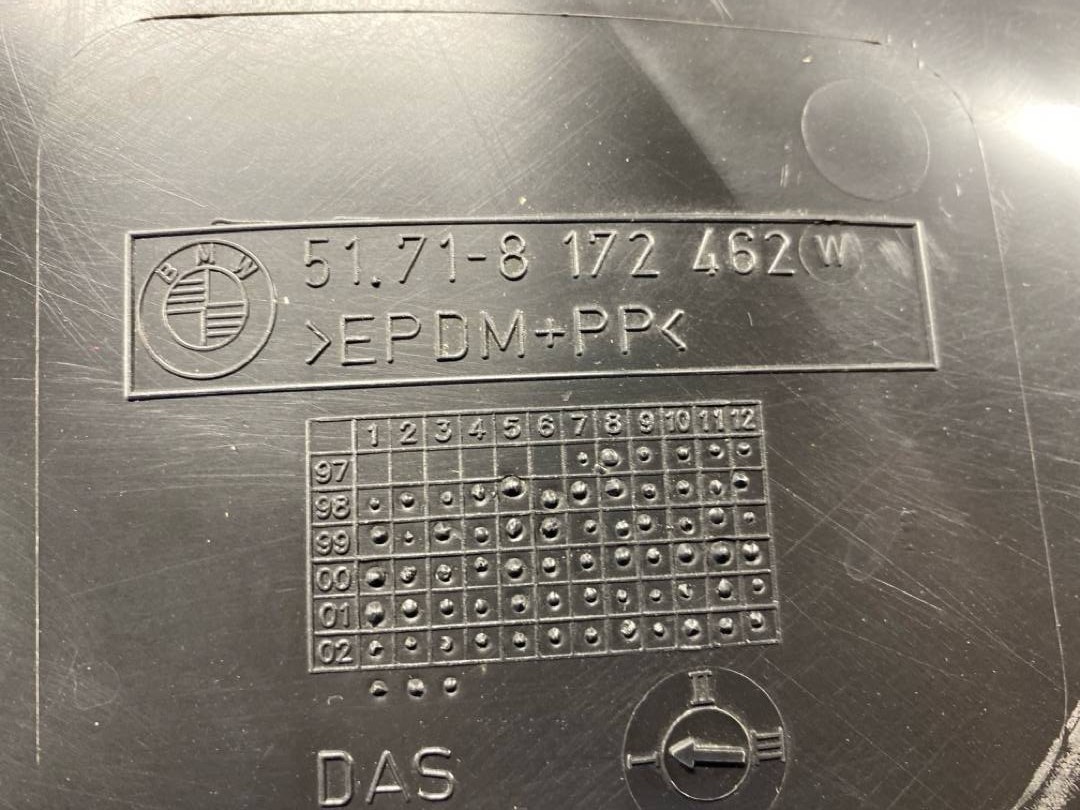 BMW
51.71-8 172 462 W
>EPDM+PP<
1 2 3 4 5 6 7 8 9 10 11 12
97
98
99
00
01
02
DAS
II
I III